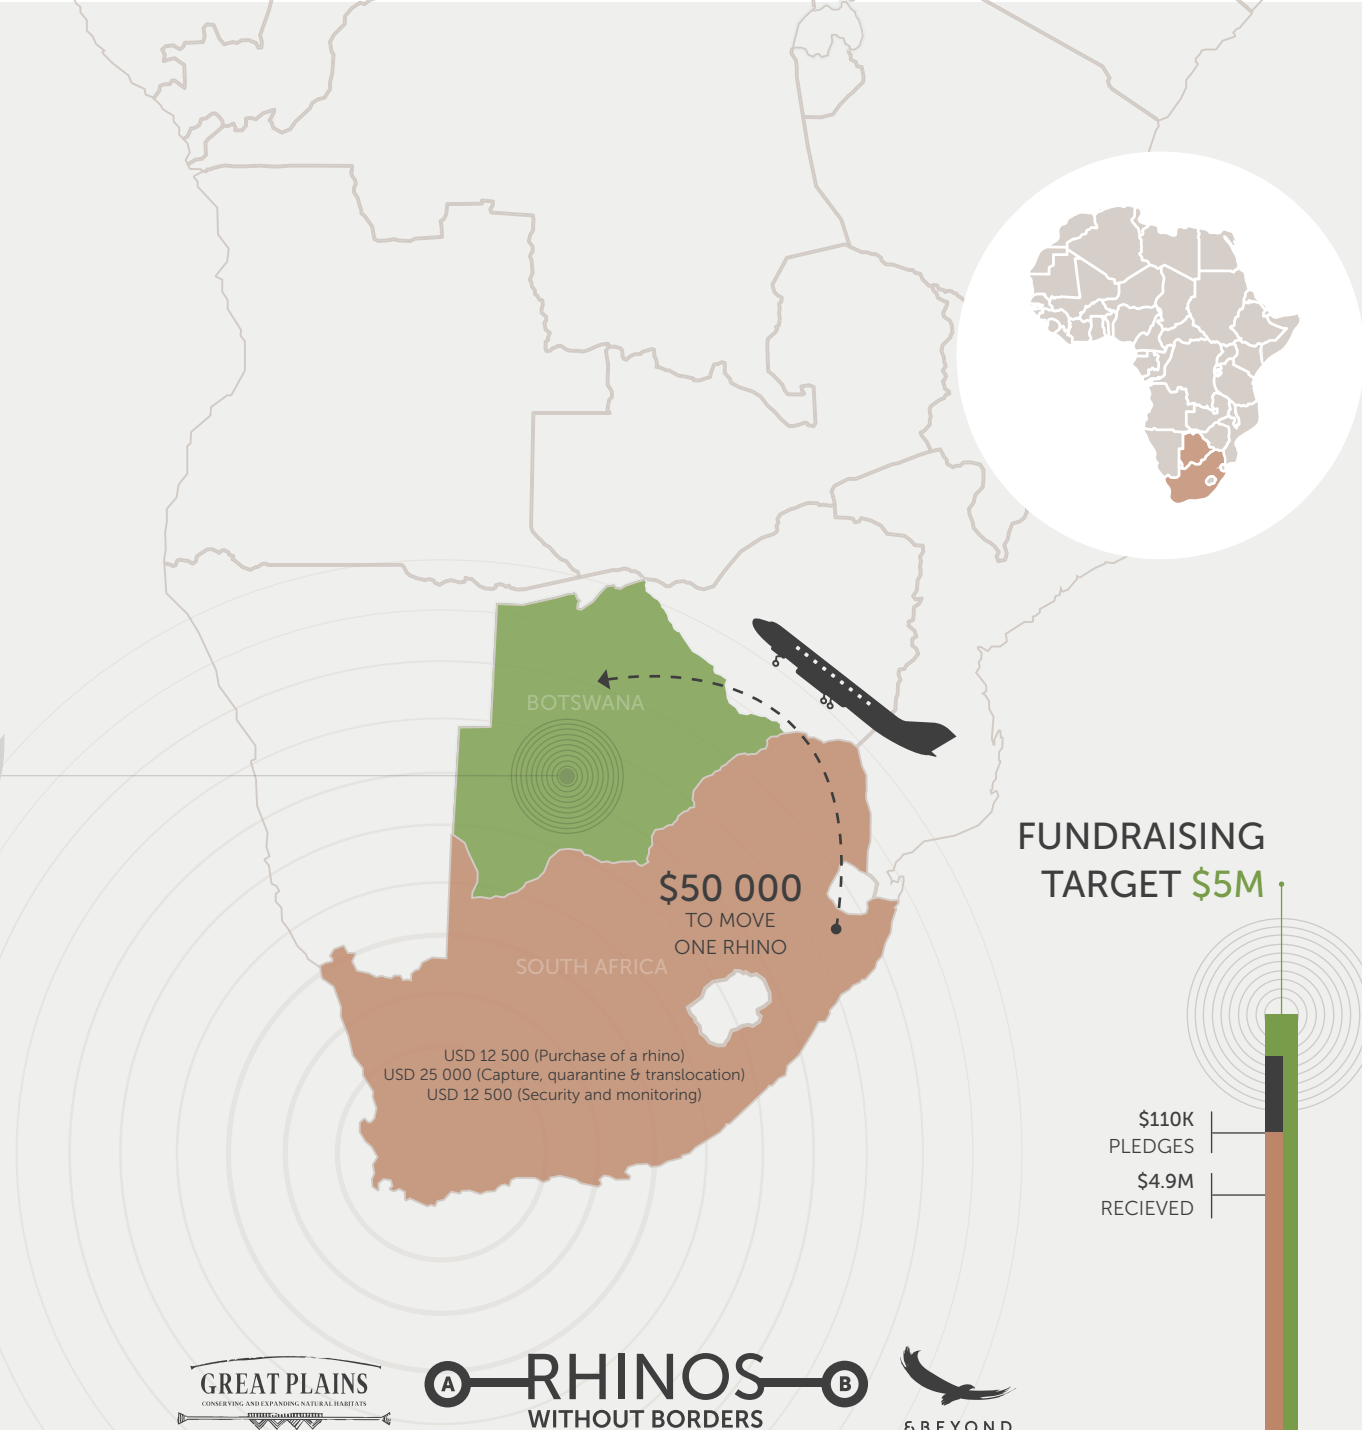 BOTSWANA
FUNDRAISING
TARGET $5M
$50 000
TO MOVE
ONE RHINO
SOUTH AFRICA
USD 12 500 (Purchase of a rhino)
USD 25 000 (Capture, quarantine & translocation)
USD 12 500 (Security and monitoring)
$110K
PLEDGES
$4.9M
RECIEVED
GREAT PLAINS
CONSERVING AND EXPANDING NATURAL HABITATS
A RHINOS B
WITHOUT BORDERS
&BEYOND